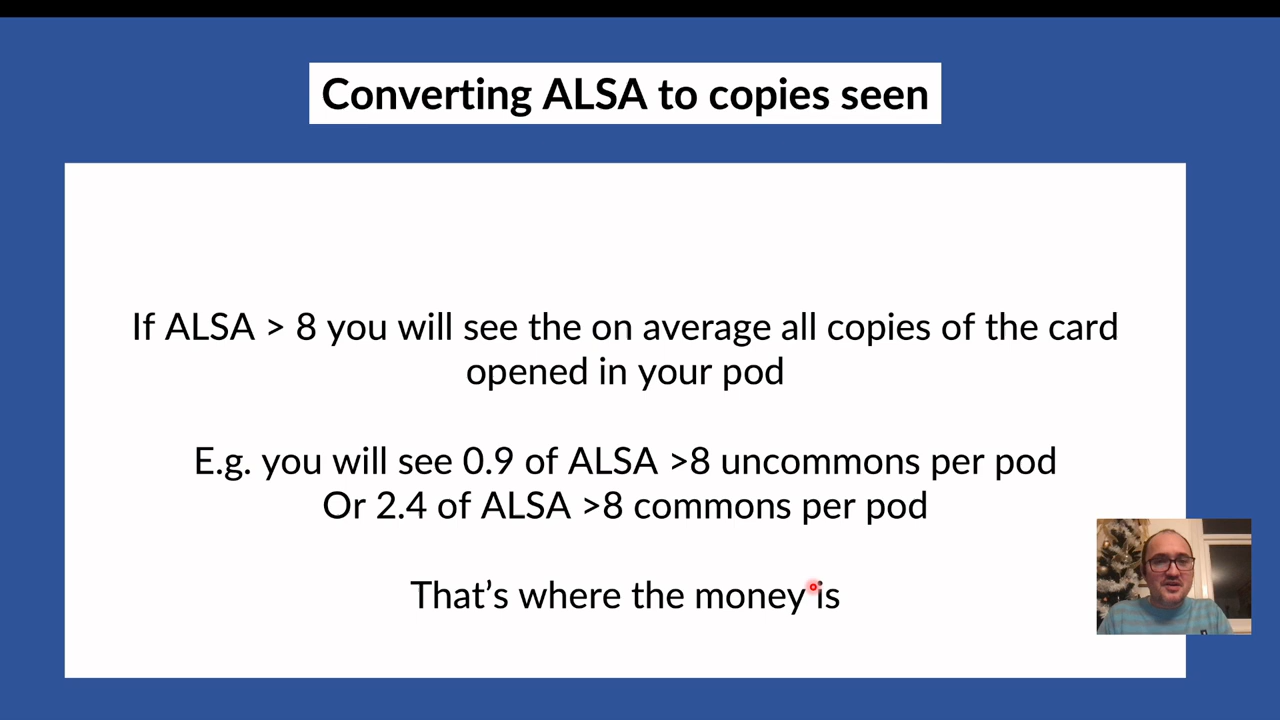 Converting ALSA to copies seen
If ALSA > 8 you will see the on average all copies of the card
opened in your pod
E.g. you will see 0.9 of ALSA >8 uncommons per pod
Or 2.4 of ALSA >8 commons per pod
That’s where the money is